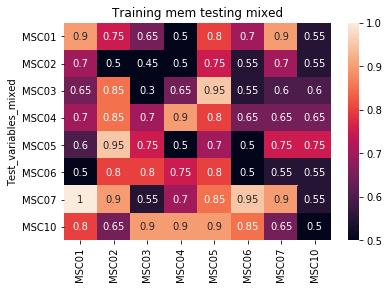 Training mem testing mixed
Test_variables_mixed
MSC01 0.9 0.75 0.65 0.5 0.8 0.7 0.9 0.55
MSC02 0.7 0.5 0.45 0.5 0.75 0.55 0.7 0.55
MSC03 0.65 0.85 0.3 0.65 0.95 0.55 0.6 0.6
MSC04 0.7 0.85 0.7 0.9 0.8 0.65 0.65 0.65
MSC05 0.6 0.95 0.75 0.5 0.7 0.5 0.75 0.75
MSC06 0.5 0.8 0.8 0.75 0.8 0.5 0.55 0.55
MSC07 1 0.9 0.55 0.7 0.85 0.95 0.9 0.55
MSC10 0.8 0.65 0.9 0.9 0.9 0.85 0.65 0.5
MSC01 MSC02 MSC03 MSC04 MSC05 MSC06 MSC07 MSC10
1.0
0.9
0.8
0.7
0.6
0.5